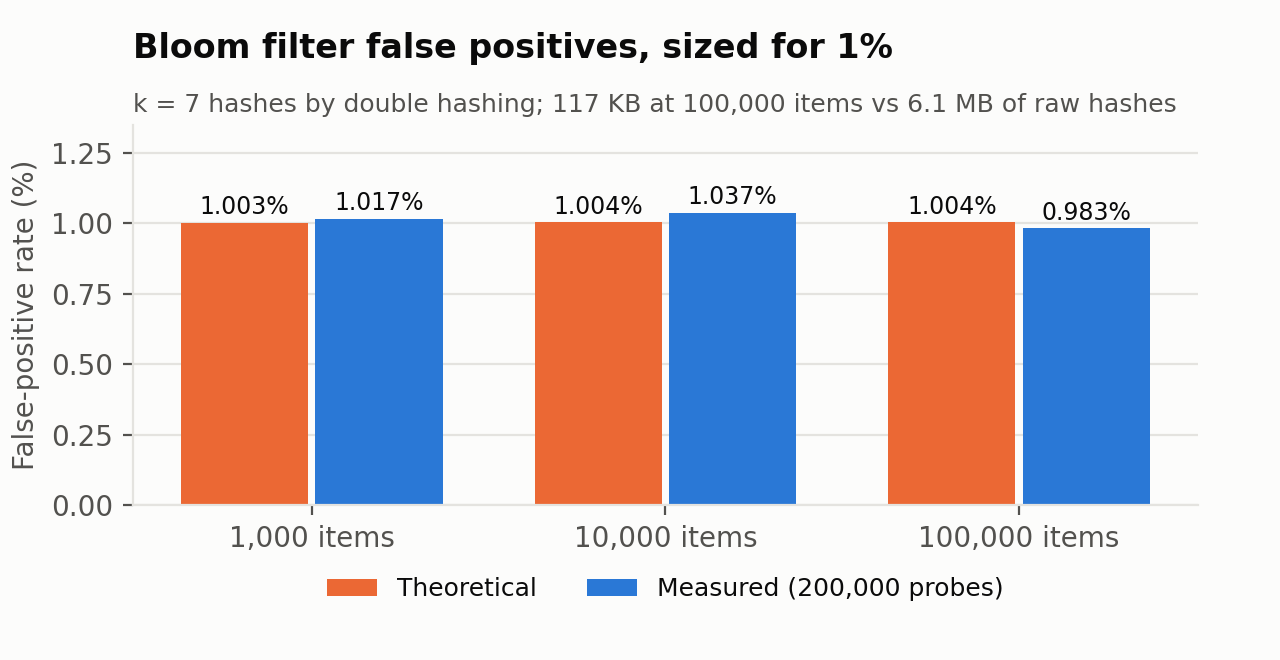 Bloom filter false positives, sized for 1%
k = 7 hashes by double hashing; 117 KB at 100,000 items vs 6.1 MB of raw hashes
False-positive rate (%)
1.25
1.00
0.75
0.50
0.25
0.00
1.003% 1.017% 1.004% 1.037% 1.004% 0.983%
1,000 items 10,000 items 100,000 items
Theoretical Measured (200,000 probes)